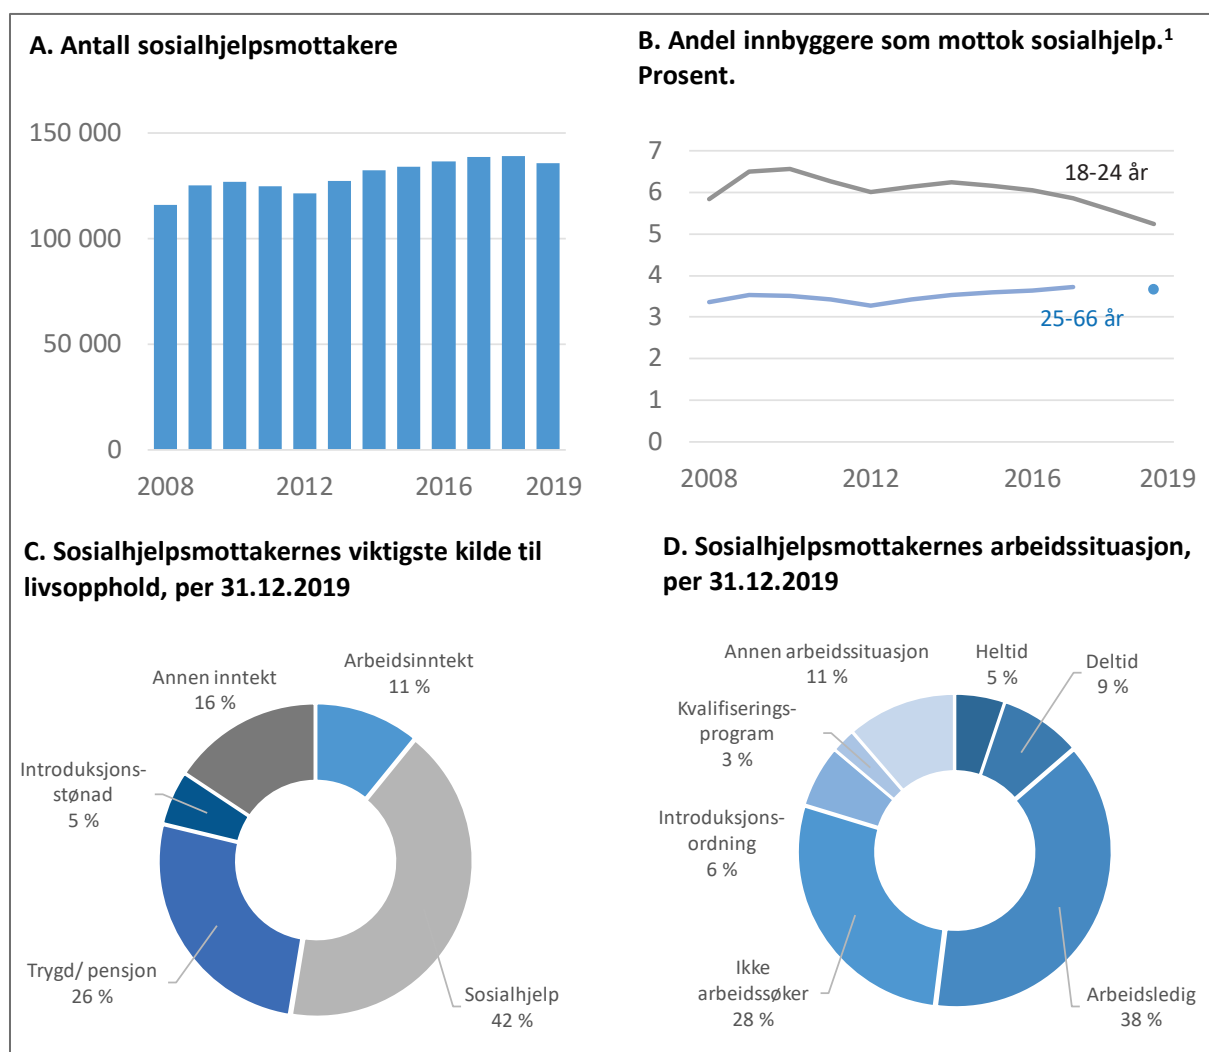 A. Antall sosialhjelpsmottakere
150 000
100 000
50 000
0
2008
2012
2016
2019
B. Andel innbyggere som mottok sosialhjelp.¹
Prosent.
7
6
5
4
3
2
1
0
18-24 år
25-66 år
2008
2012
2016
2019
C. Sosialhjelpsmottakernes viktigste kilde til
livsopphold, per 31.12.2019
Annen inntekt
16 %
Arbeidsinntekt
11 %
Introduksjons-
stønad
5 %
Trygd/ pensjon
26 %
Sosialhjelp
42 %
D. Sosialhjelpsmottakernes arbeidssituasjon,
per 31.12.2019
Annen arbeidssituasjon
11 %
Heltid
5 %
Deltid
9 %
Kvalifiserings-
program
3 %
Introduksjons-
ordning
6 %
Ikke
arbeidssøker
28 %
Arbeidsledig
38 %